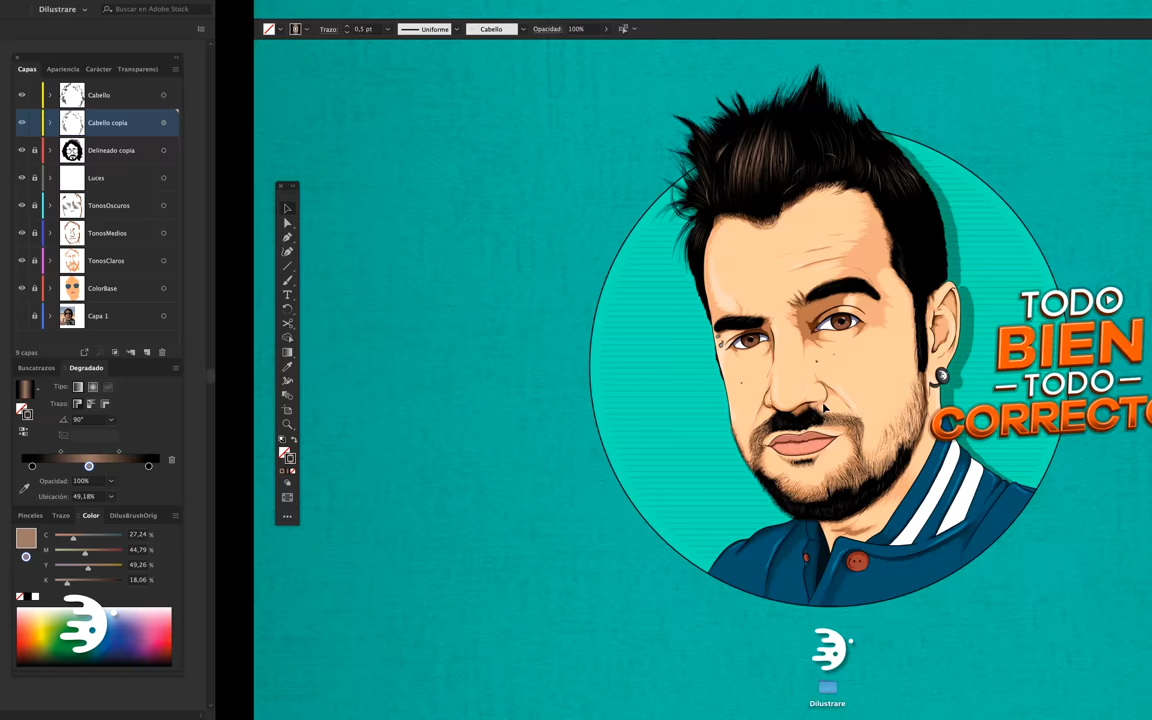 Dilustrare
Buscar en Adobe Stock
Trazo:
0,5 pt
Uniforme
Cabello
Opacidad:
100%
Capas
Apariencia
Carácter
Transparenci
Cabello
Cabello copia
Delineado copia
Luces
TonosOscuros
TonosMedios
TonosClaros
ColorBase
Capa 1
9 capas
Buscatrazos
Degradado
Tipo:
Trazo:
90°
Opacidad:
100%
Ubicación:
49,18%
Pinceles
Trazo
Color
DilusBrushOrig
C
27,24
%
M
44,79
%
Y
49,26
%
K
18,06
%
TODO
BIEN
TODO
CORRECTO
Dilustrare